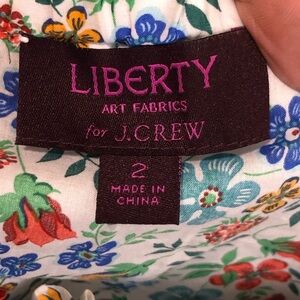 LIBERTY
ART FABRICS
for J.CREW
2
MADE IN
CHINA